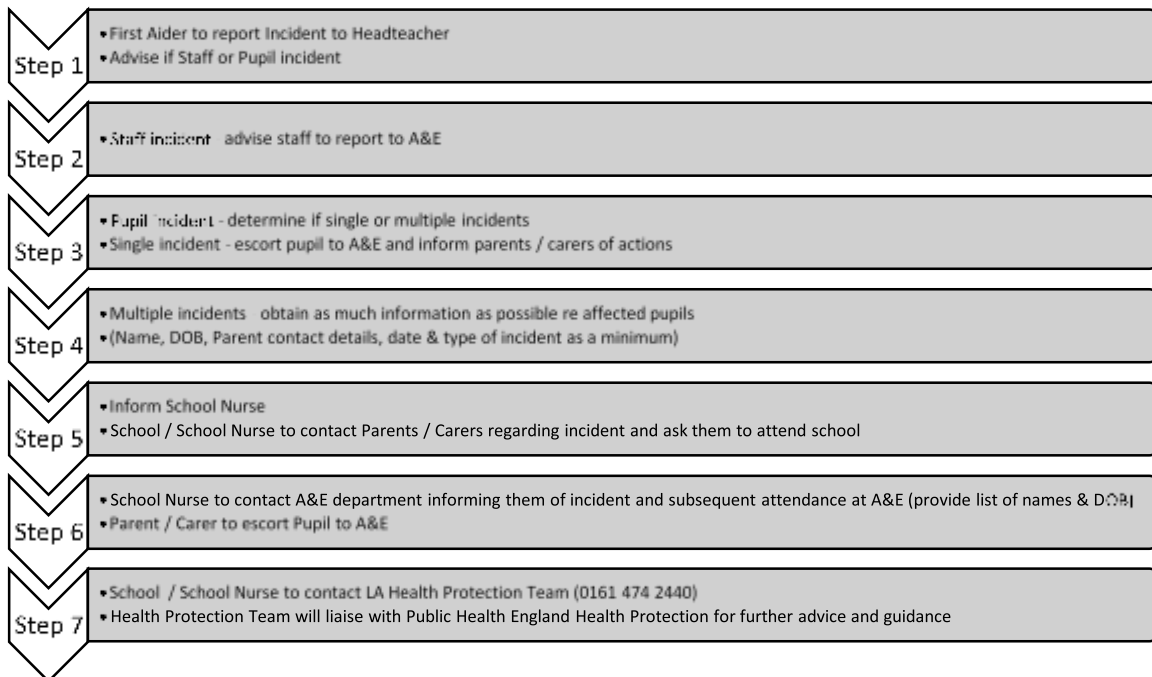 Step 1
•First Aider to report Incident to Headteacher
•Advise if Staff or Pupil incident
Step 2
•Staff incident advise staff to report to A&E
Step 3
•Pupil incident - determine if single or multiple incidents
•Single incident - escort pupil to A&E and inform parents / carers of actions
Step 4
•Multiple incidents obtain as much information as possible re affected pupils
•(Name, DOB, Parent contact details, date & type of incident as a minimum)
Step 5
•Inform School Nurse
•School / School Nurse to contact Parents / Carers regarding incident and ask them to attend school
Step 6
•School Nurse to contact A&E department informing them of incident and subsequent attendance at A&E (provide list of names & DOB)
•Parent / Carer to escort Pupil to A&E
Step 7
•School / School Nurse to contact LA Health Protection Team (0161 474 2440)
•Health Protection Team will liaise with Public Health England Health Protection for further advice and guidance